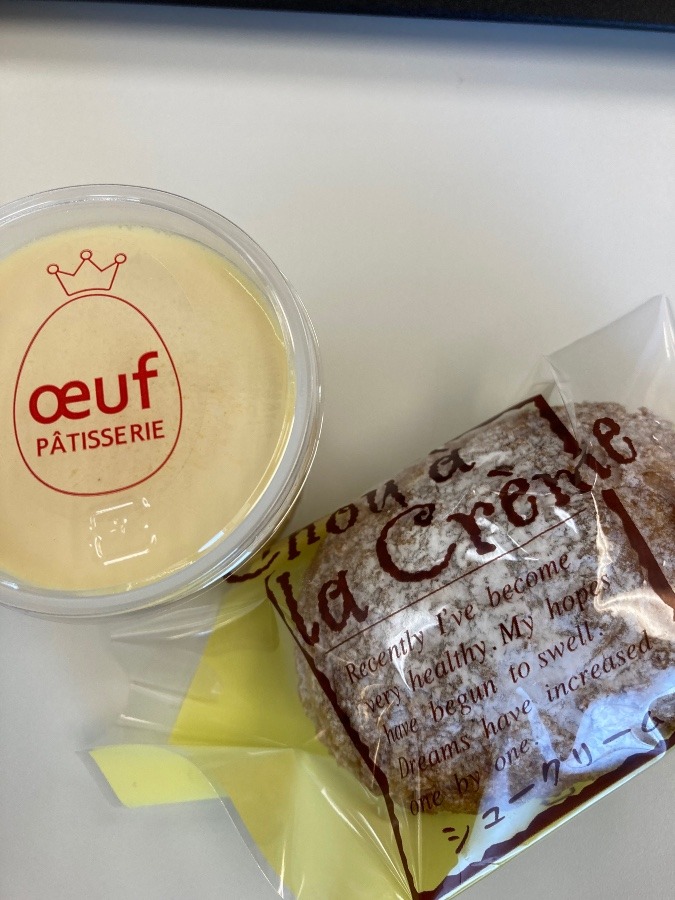 œuf
PÂTISSERIE
Chou à
la Crème
Recently I've become
very healthy. My hopes
have begun to swell.
Dreams have increased
one by one.
シュークリーム